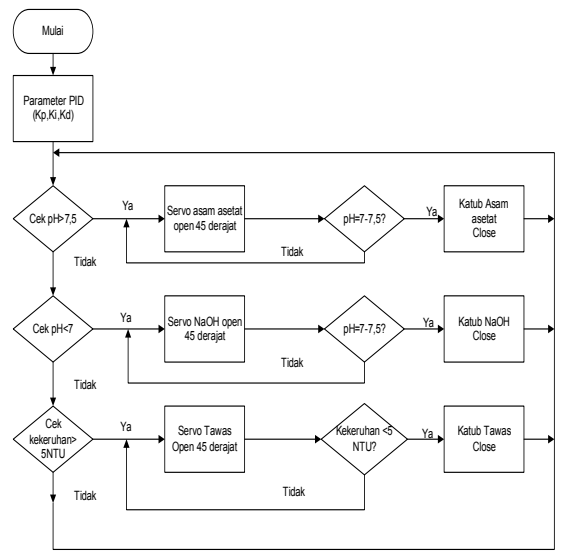 Mulai
Parameter PID
(Kp,Ki,Kd)
Cek pH>7,5
Ya
Servo asam asetat
open 45 derajat
pH=7-7,5?
Ya
Katub Asam
asetat
Close
Tidak
Tidak
Cek pH<7
Ya
Servo NaOH open
45 derajat
pH=7-7,5?
Ya
Katub NaOH
Close
Tidak
Tidak
Cek
kekeruhan>
5NTU
Ya
Servo Tawas
Open 45 derajat
Kekeruhan <5
NTU?
Ya
Katub Tawas
Close
Tidak
Tidak